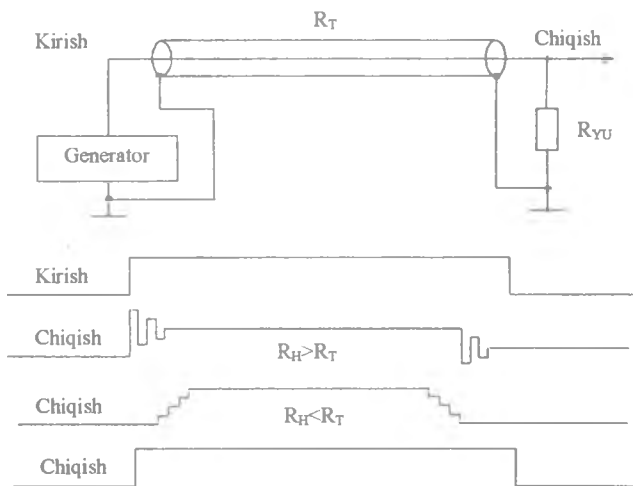 Kirish
R_T
Chiqish
Generator
R_YU
Kirish
Chiqish
R_H>R_T
Chiqish
R_H<R_T
Chiqish